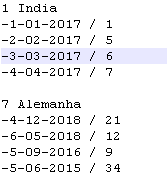 1 India
-1-01-2017 / 1
-2-02-2017 / 5
-3-03-2017 / 6
-4-04-2017 / 7

7 Alemanha
-4-12-2018 / 21
-6-05-2018 / 12
-5-09-2016 / 9
-5-06-2015 / 34